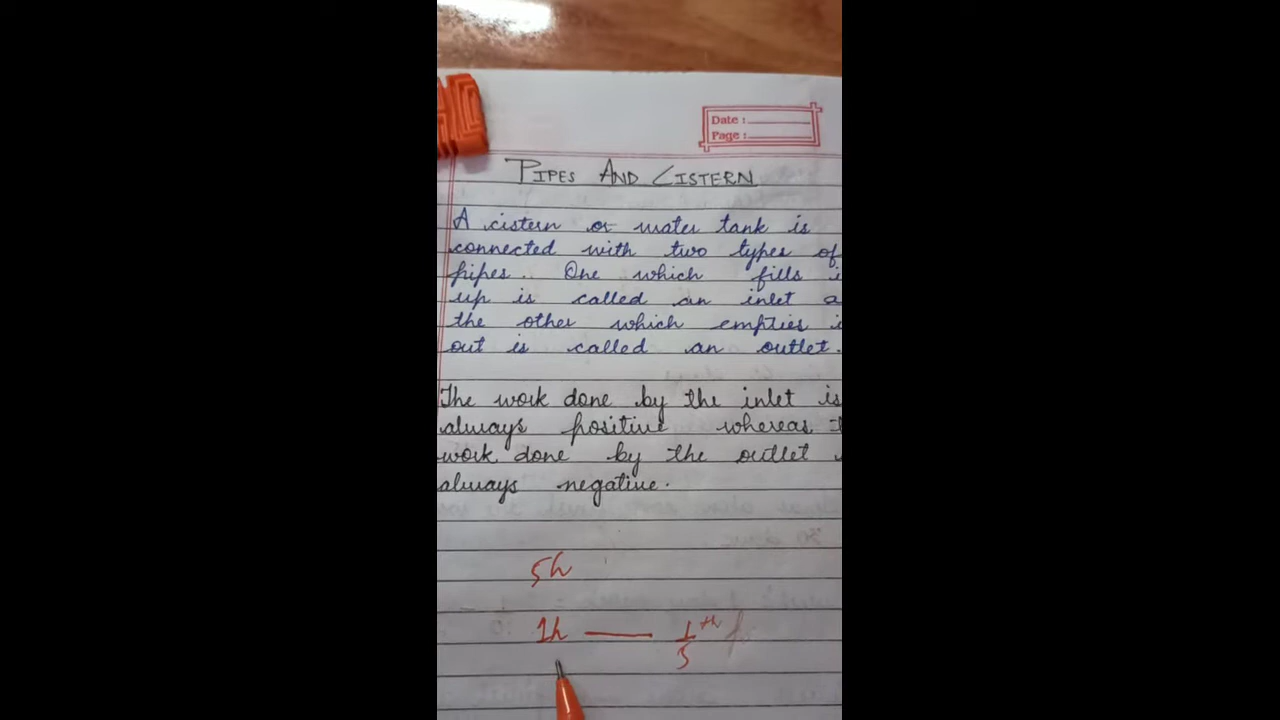 Date :
Page :
PIPES AND CISTERN
A cistern or water tank is
connected with two types of
pipes. One which fills i
up is called an inlet a
the other which empties i
out is called an outlet.
The work done by the inlet is
always positive whereas t
work done by the outlet
always negative.
5h
1h — 1/5 th